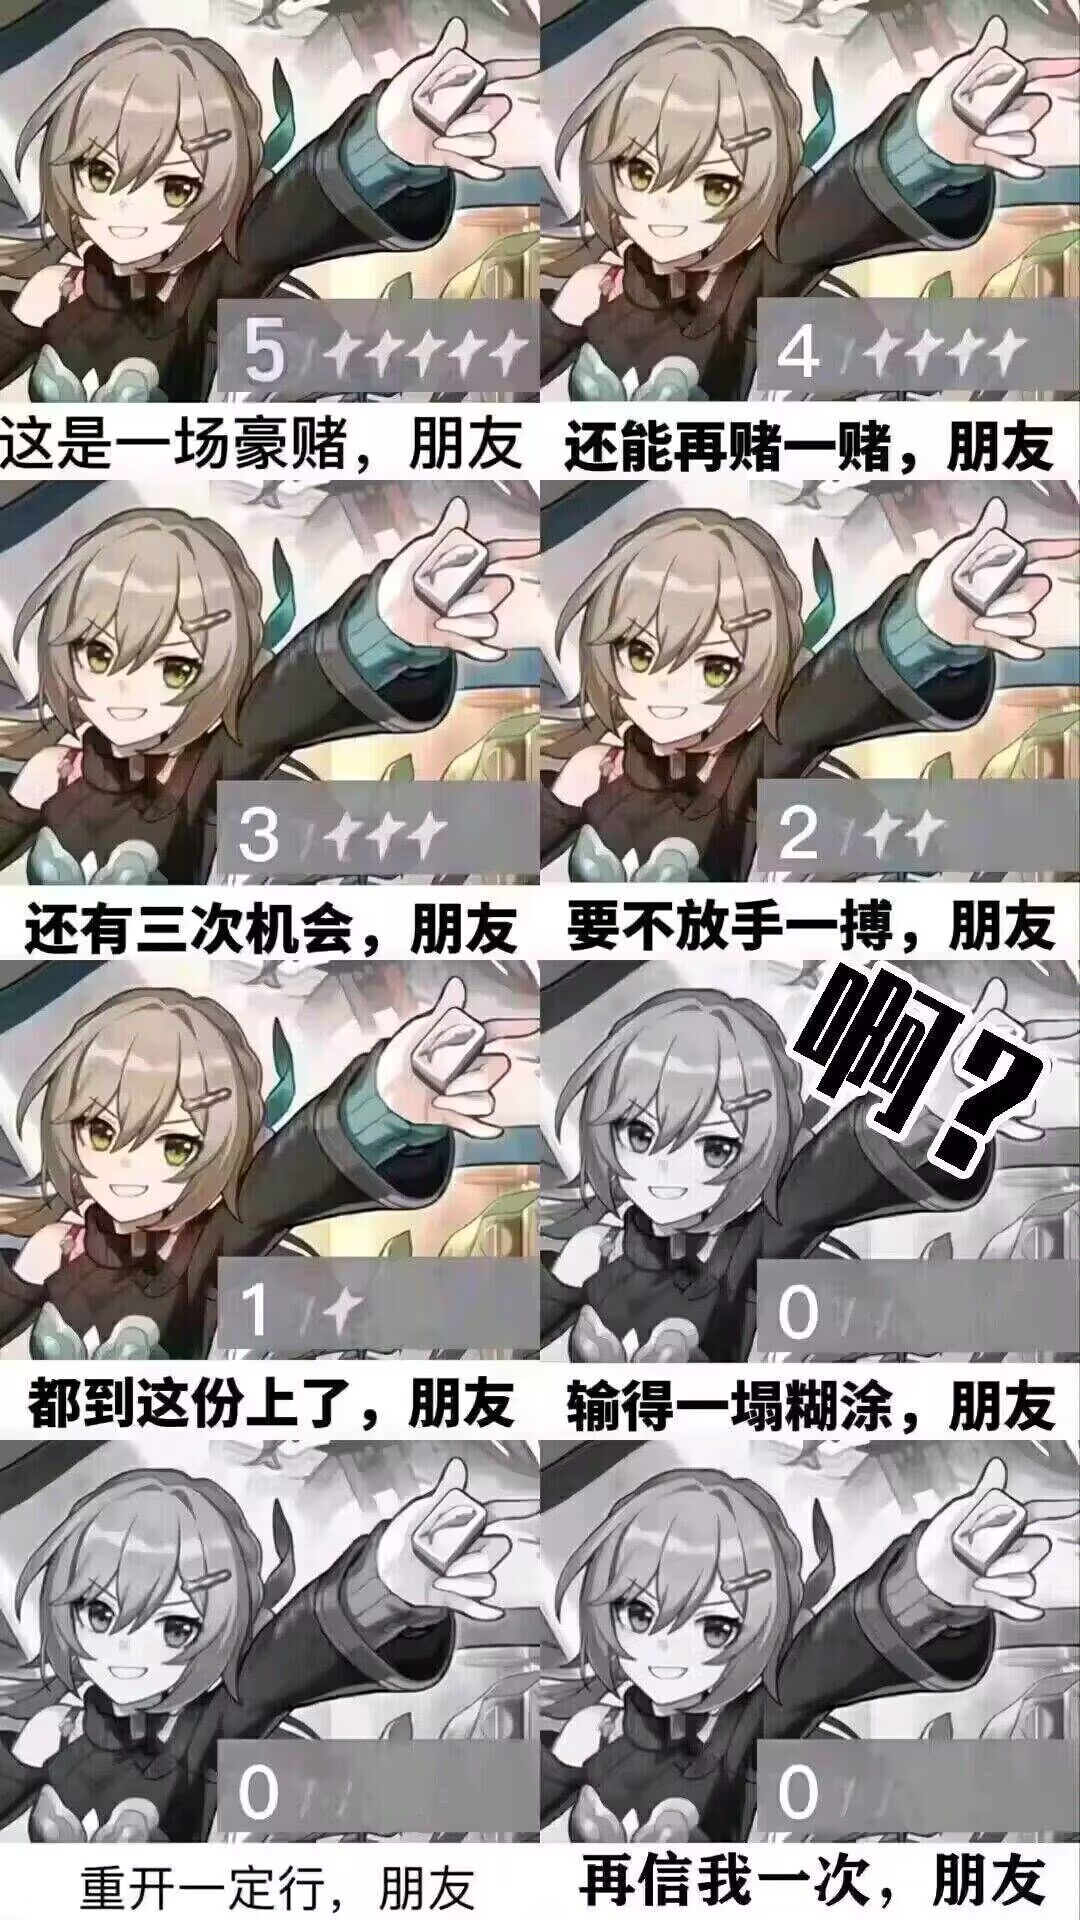 5
这是一场豪赌，朋友
4
还能再赌一赌，朋友
3
还有三次机会，朋友
2
要不放手一搏，朋友
1
都到这份上了，朋友
啊？
0
输得一塌糊涂，朋友
0
重开一定行，朋友
0
再信我一次，朋友